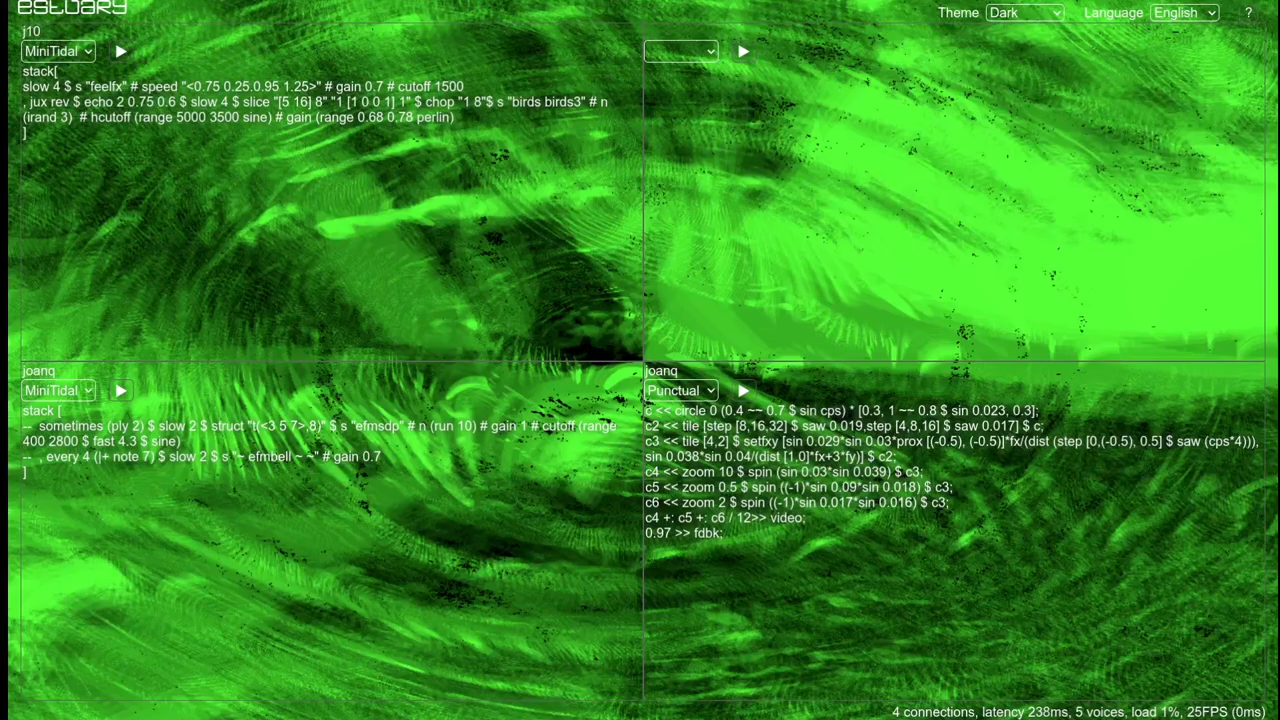 estuary
Theme Dark Language English ?
j10
MiniTidal
stack[
slow 4 $ s "feelfx" # speed "<0.75 0.25.0.95 1.25>" # gain 0.7 # cutoff 1500
, jux rev $ echo 2 0.75 0.6 $ slow 4 $ slice "[5 16] 8" "1 [1 0 0 1] 1" $ chop "1 8"$ s "birds birds3" # n
(irand 3)  # hcutoff (range 5000 3500 sine) # gain (range 0.68 0.78 perlin)
]
joanq
MiniTidal
stack [
--  sometimes (ply 2) $ slow 2 $ struct "t(<3 5 7>,8)" $ s "efmsdp" # n (run 10) # gain 1 # cutoff (range
400 2800 $ fast 4.3 $ sine)
--  , every 4 (|+ note 7) $ slow 2 $ s "~ efmbell ~ ~" # gain 0.7
]
joanq
Punctual
c << circle 0 (0.4 ~~ 0.7 $ sin cps) * [0.3, 1 ~~ 0.8 $ sin 0.023, 0.3];
c2 << tile [step [8,16,32] $ saw 0.019,step [4,8,16] $ saw 0.017] $ c;
c3 << tile [4,2] $ setfxy [sin 0.029*sin 0.03*prox [(-0.5), (-0.5)]*fx/(dist (step [0,(-0.5), 0.5] $ saw (cps*4))),
sin 0.038*sin 0.04/(dist [1,0]*fx+3*fy)] $ c2;
c4 << zoom 10 $ spin (sin 0.03*sin 0.039) $ c3;
c5 << zoom 0.5 $ spin ((-1)*sin 0.09*sin 0.018) $ c3;
c6 << zoom 2 $ spin ((-1)*sin 0.017*sin 0.016) $ c3;
c4 +: c5 +: c6 / 12>> video;
0.97 >> fdbk;
4 connections, latency 238ms, 5 voices, load 1%, 25FPS (0ms)